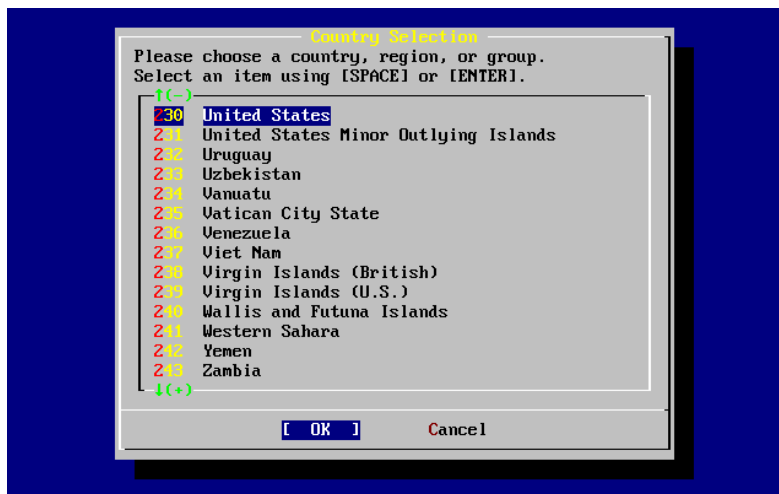 Country Selection
Please choose a country, region, or group.
Select an item using [SPACE] or [ENTER].
↑(-)
230 United States
231 United States Minor Outlying Islands
232 Uruguay
233 Uzbekistan
234 Vanuatu
235 Vatican City State
236 Venezuela
237 Viet Nam
238 Virgin Islands (British)
239 Virgin Islands (U.S.)
240 Wallis and Futuna Islands
241 Western Sahara
242 Yemen
243 Zambia
↓(+)
[ OK ] Cancel